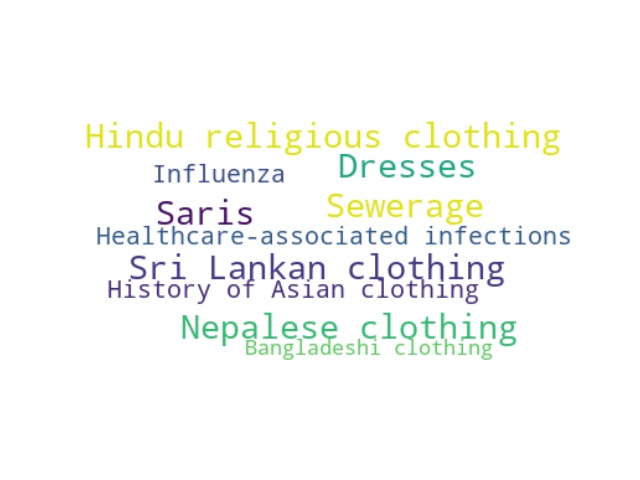 Hindu religious clothing
Dresses
Influenza
Sewerage
Saris
Healthcare-associated infections
Sri Lankan clothing
History of Asian clothing
Nepalese clothing
Bangladeshi clothing